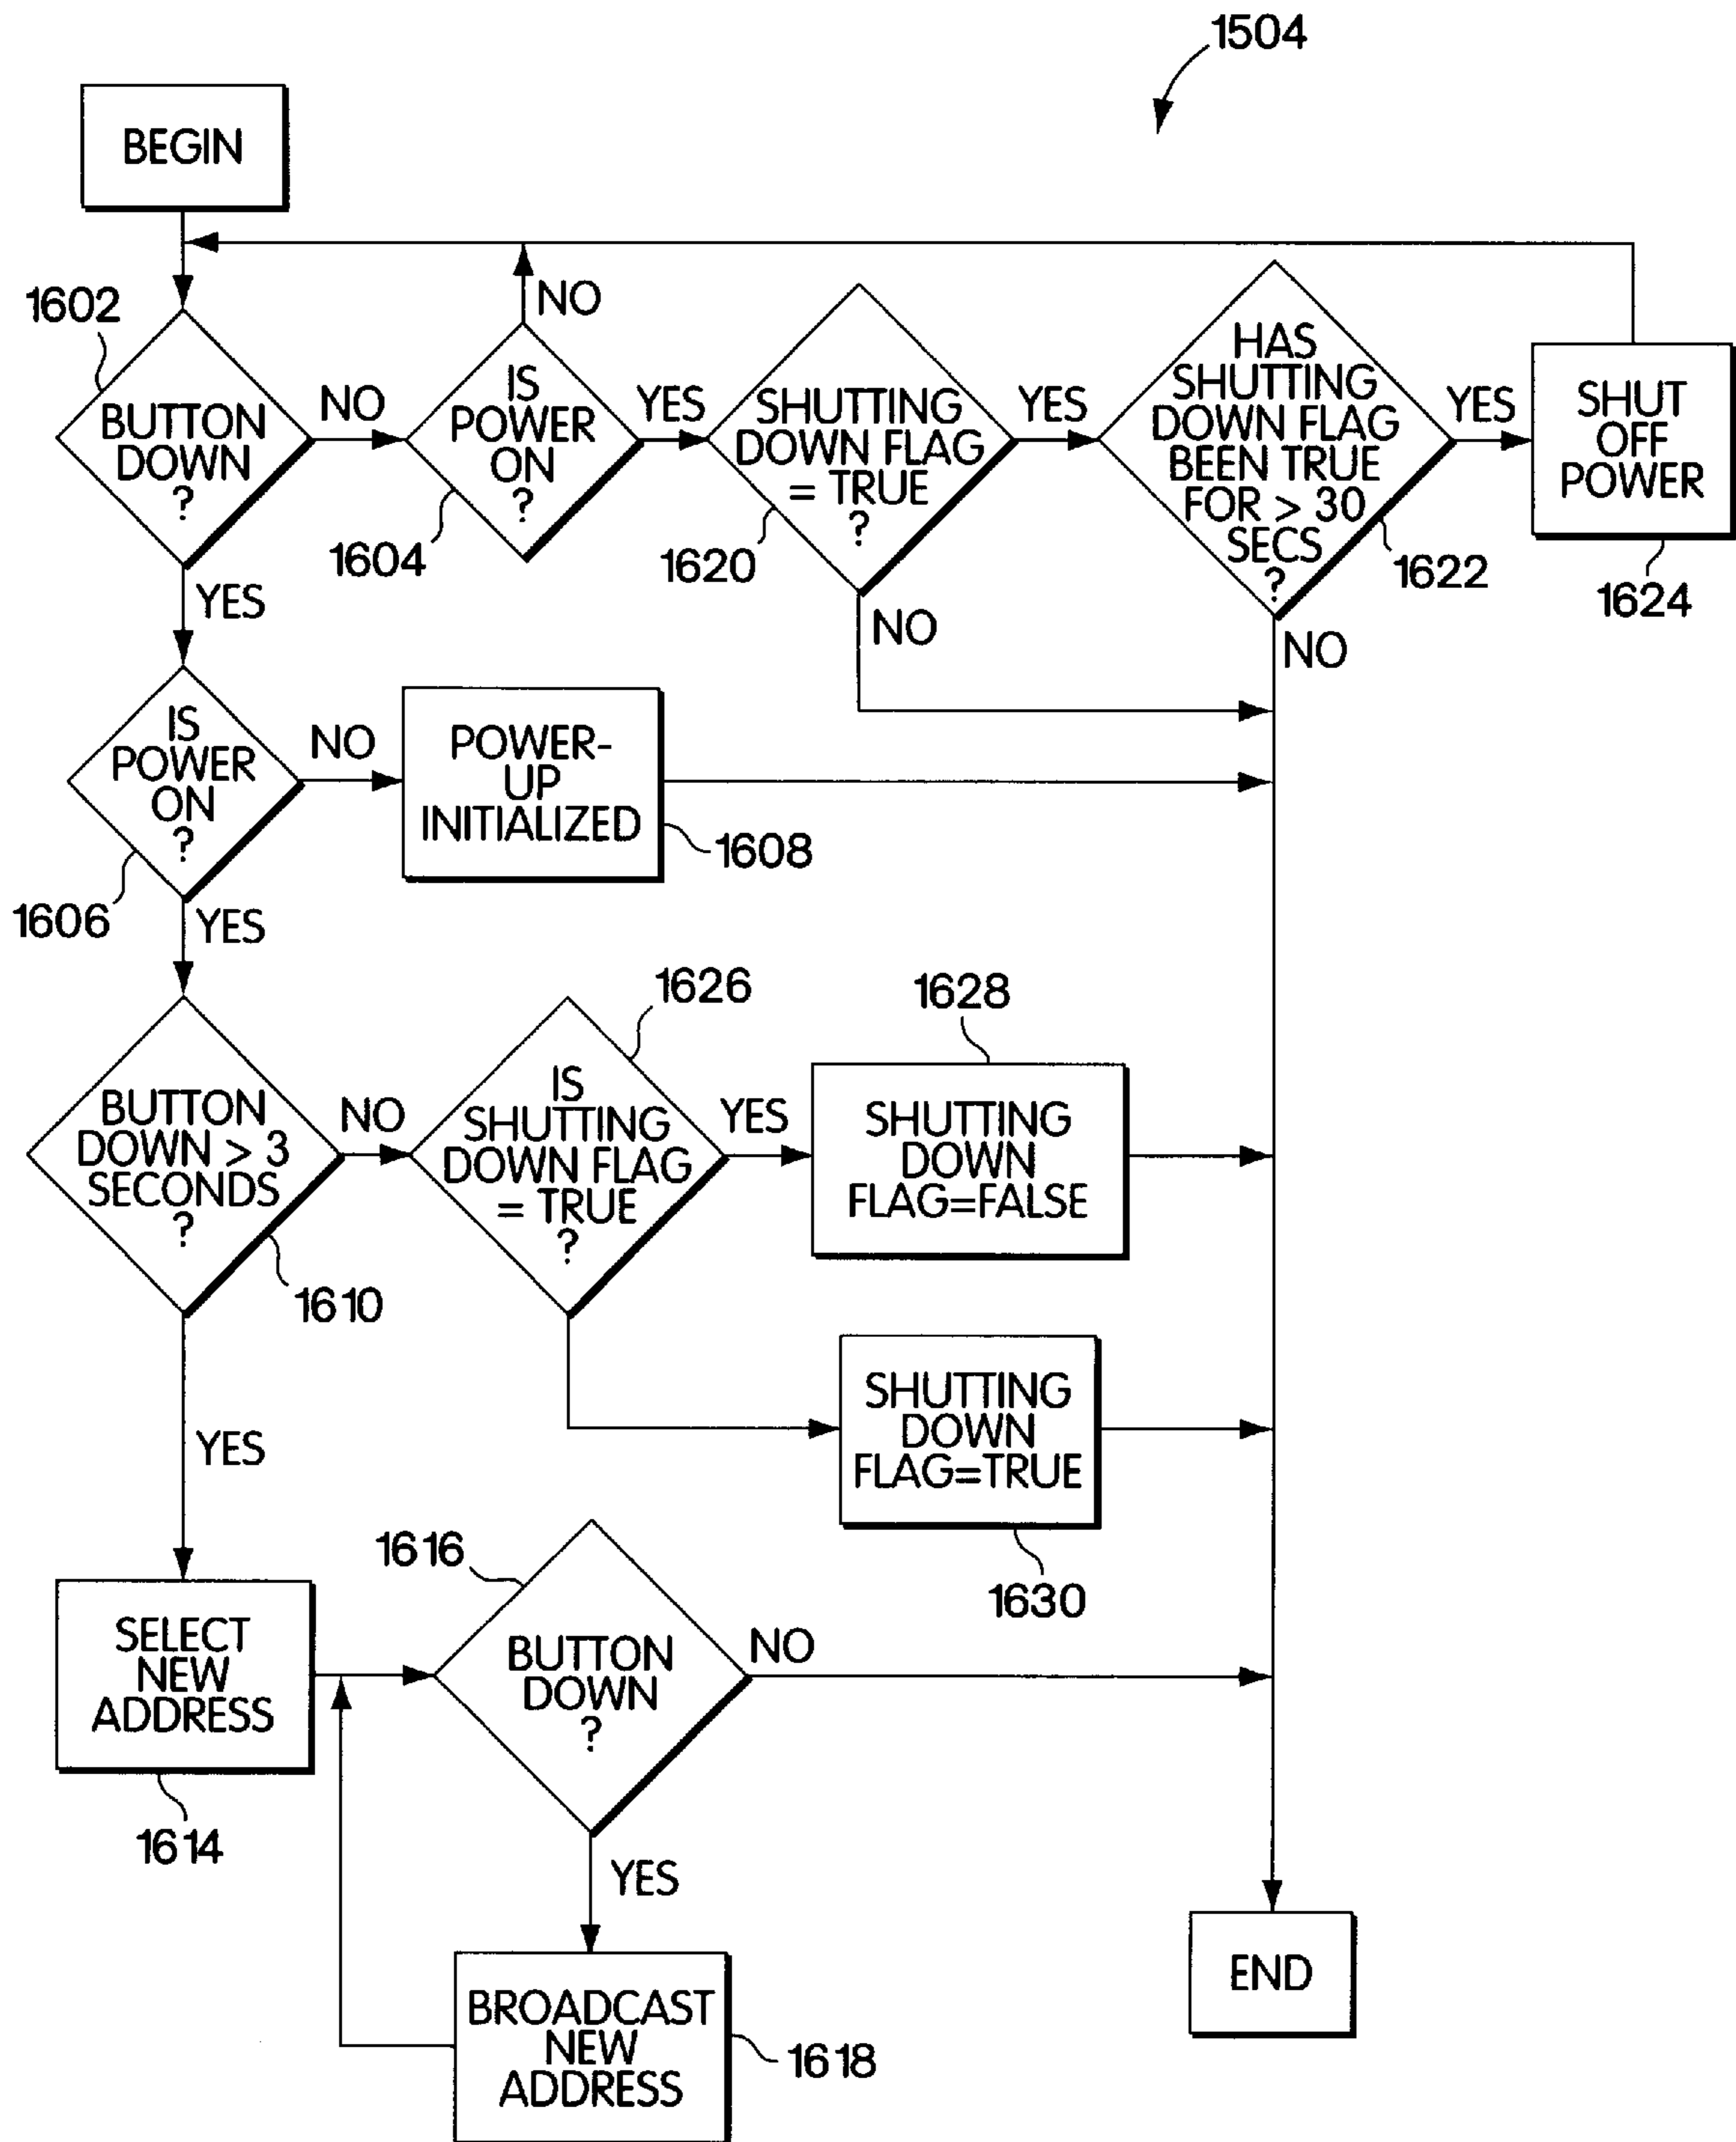 1504
BEGIN
NO
1602
BUTTON
DOWN
?
NO
IS
POWER
ON
?
1604
YES
SHUTTING
DOWN FLAG
= TRUE
?
1620
YES
HAS
SHUTTING
DOWN FLAG
BEEN TRUE
FOR > 30
SECS
?
1622
YES
SHUT
OFF
POWER
1624
YES
NO
NO
IS
POWER
ON
?
1606
NO
POWER-
UP
INITIALIZED
1608
YES
BUTTON
DOWN > 3
SECONDS
?
1610
NO
1626
IS
SHUTTING
DOWN FLAG
= TRUE
?
YES
1628
SHUTTING
DOWN
FLAG=FALSE
SHUTTING
DOWN
FLAG=TRUE
1630
YES
SELECT
NEW
ADDRESS
1614
1616
BUTTON
DOWN
?
NO
YES
BROADCAST
NEW
ADDRESS
1618
END